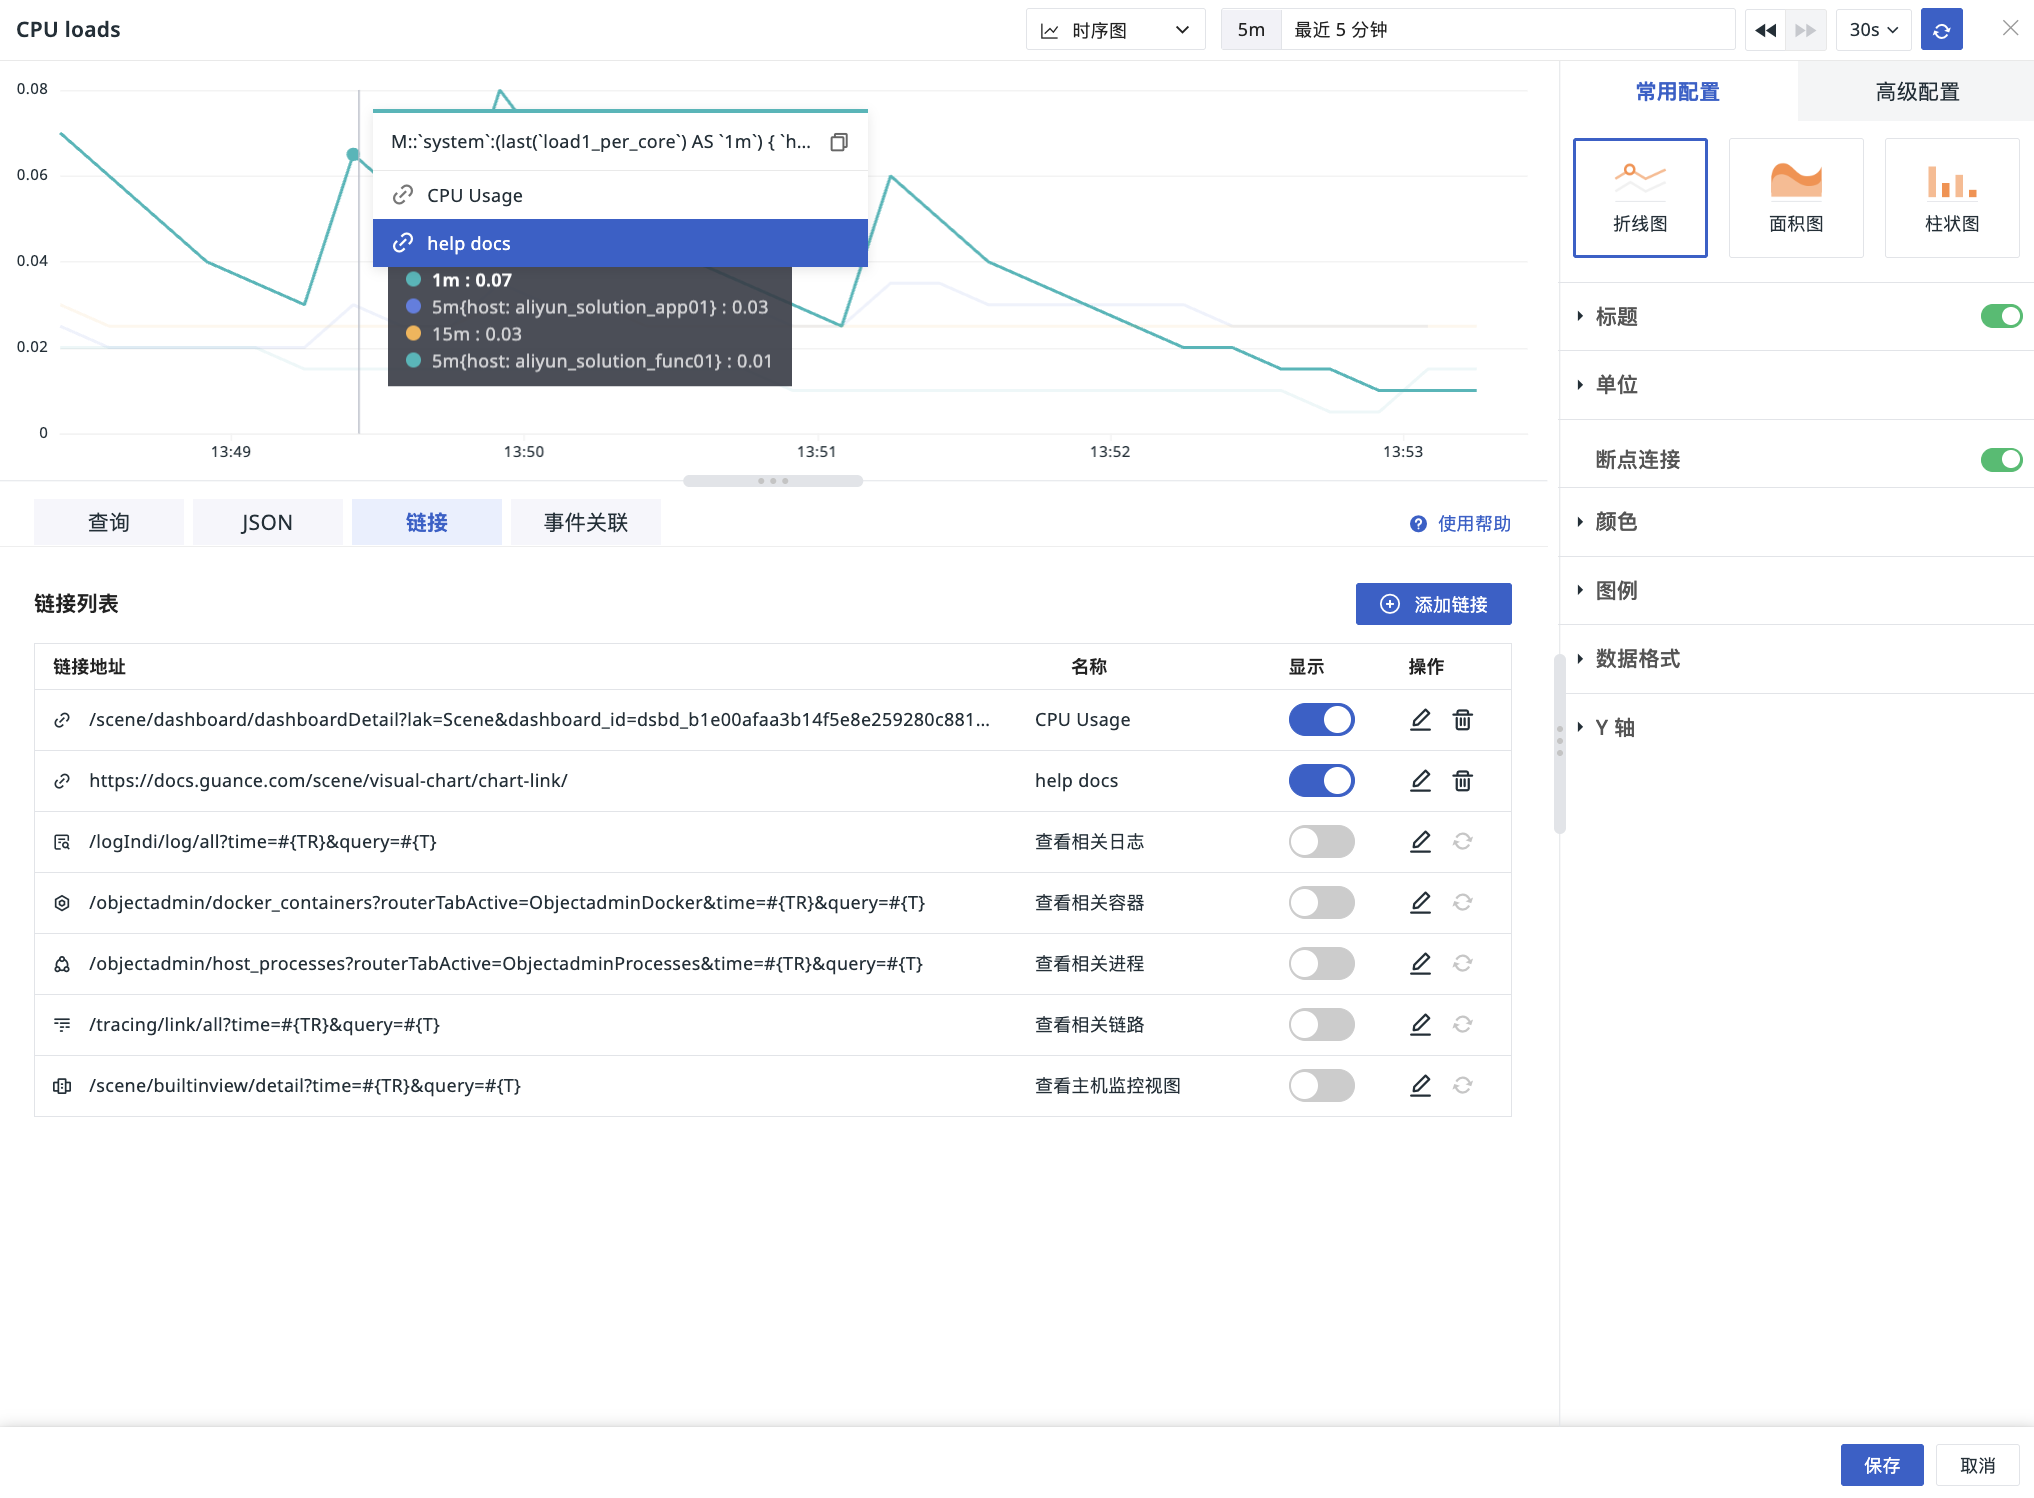 CPU loads
时序图
5m
最近 5 分钟
30s
0.08
0.06
0.04
0.02
0
13:49
13:50
13:51
13:52
13:53
M::`system`:(last(`load1_per_core`) AS `1m`) { `h...
CPU Usage
help docs
1m : 0.07
5m{host: aliyun_solution_app01} : 0.03
15m : 0.03
5m{host: aliyun_solution_func01} : 0.01
查询
JSON
链接
事件关联
使用帮助
链接列表
添加链接
链接地址 名称 显示 操作
/scene/dashboard/dashboardDetail?lak=Scene&dashboard_id=dsbd_b1e00afaa3b14f5e8e259280c881... CPU Usage
https://docs.guance.com/scene/visual-chart/chart-link/ help docs
/logIndi/log/all?time=#{TR}&query=#{T} 查看相关日志
/objectadmin/docker_containers?routerTabActive=ObjectadminDocker&time=#{TR}&query=#{T} 查看相关容器
/objectadmin/host_processes?routerTabActive=ObjectadminProcesses&time=#{TR}&query=#{T} 查看相关进程
/tracing/link/all?time=#{TR}&query=#{T} 查看相关链路
/scene/builtinview/detail?time=#{TR}&query=#{T} 查看主机监控视图
常用配置
高级配置
折线图
面积图
柱状图
标题
单位
断点连接
颜色
图例
数据格式
Y 轴
保存
取消